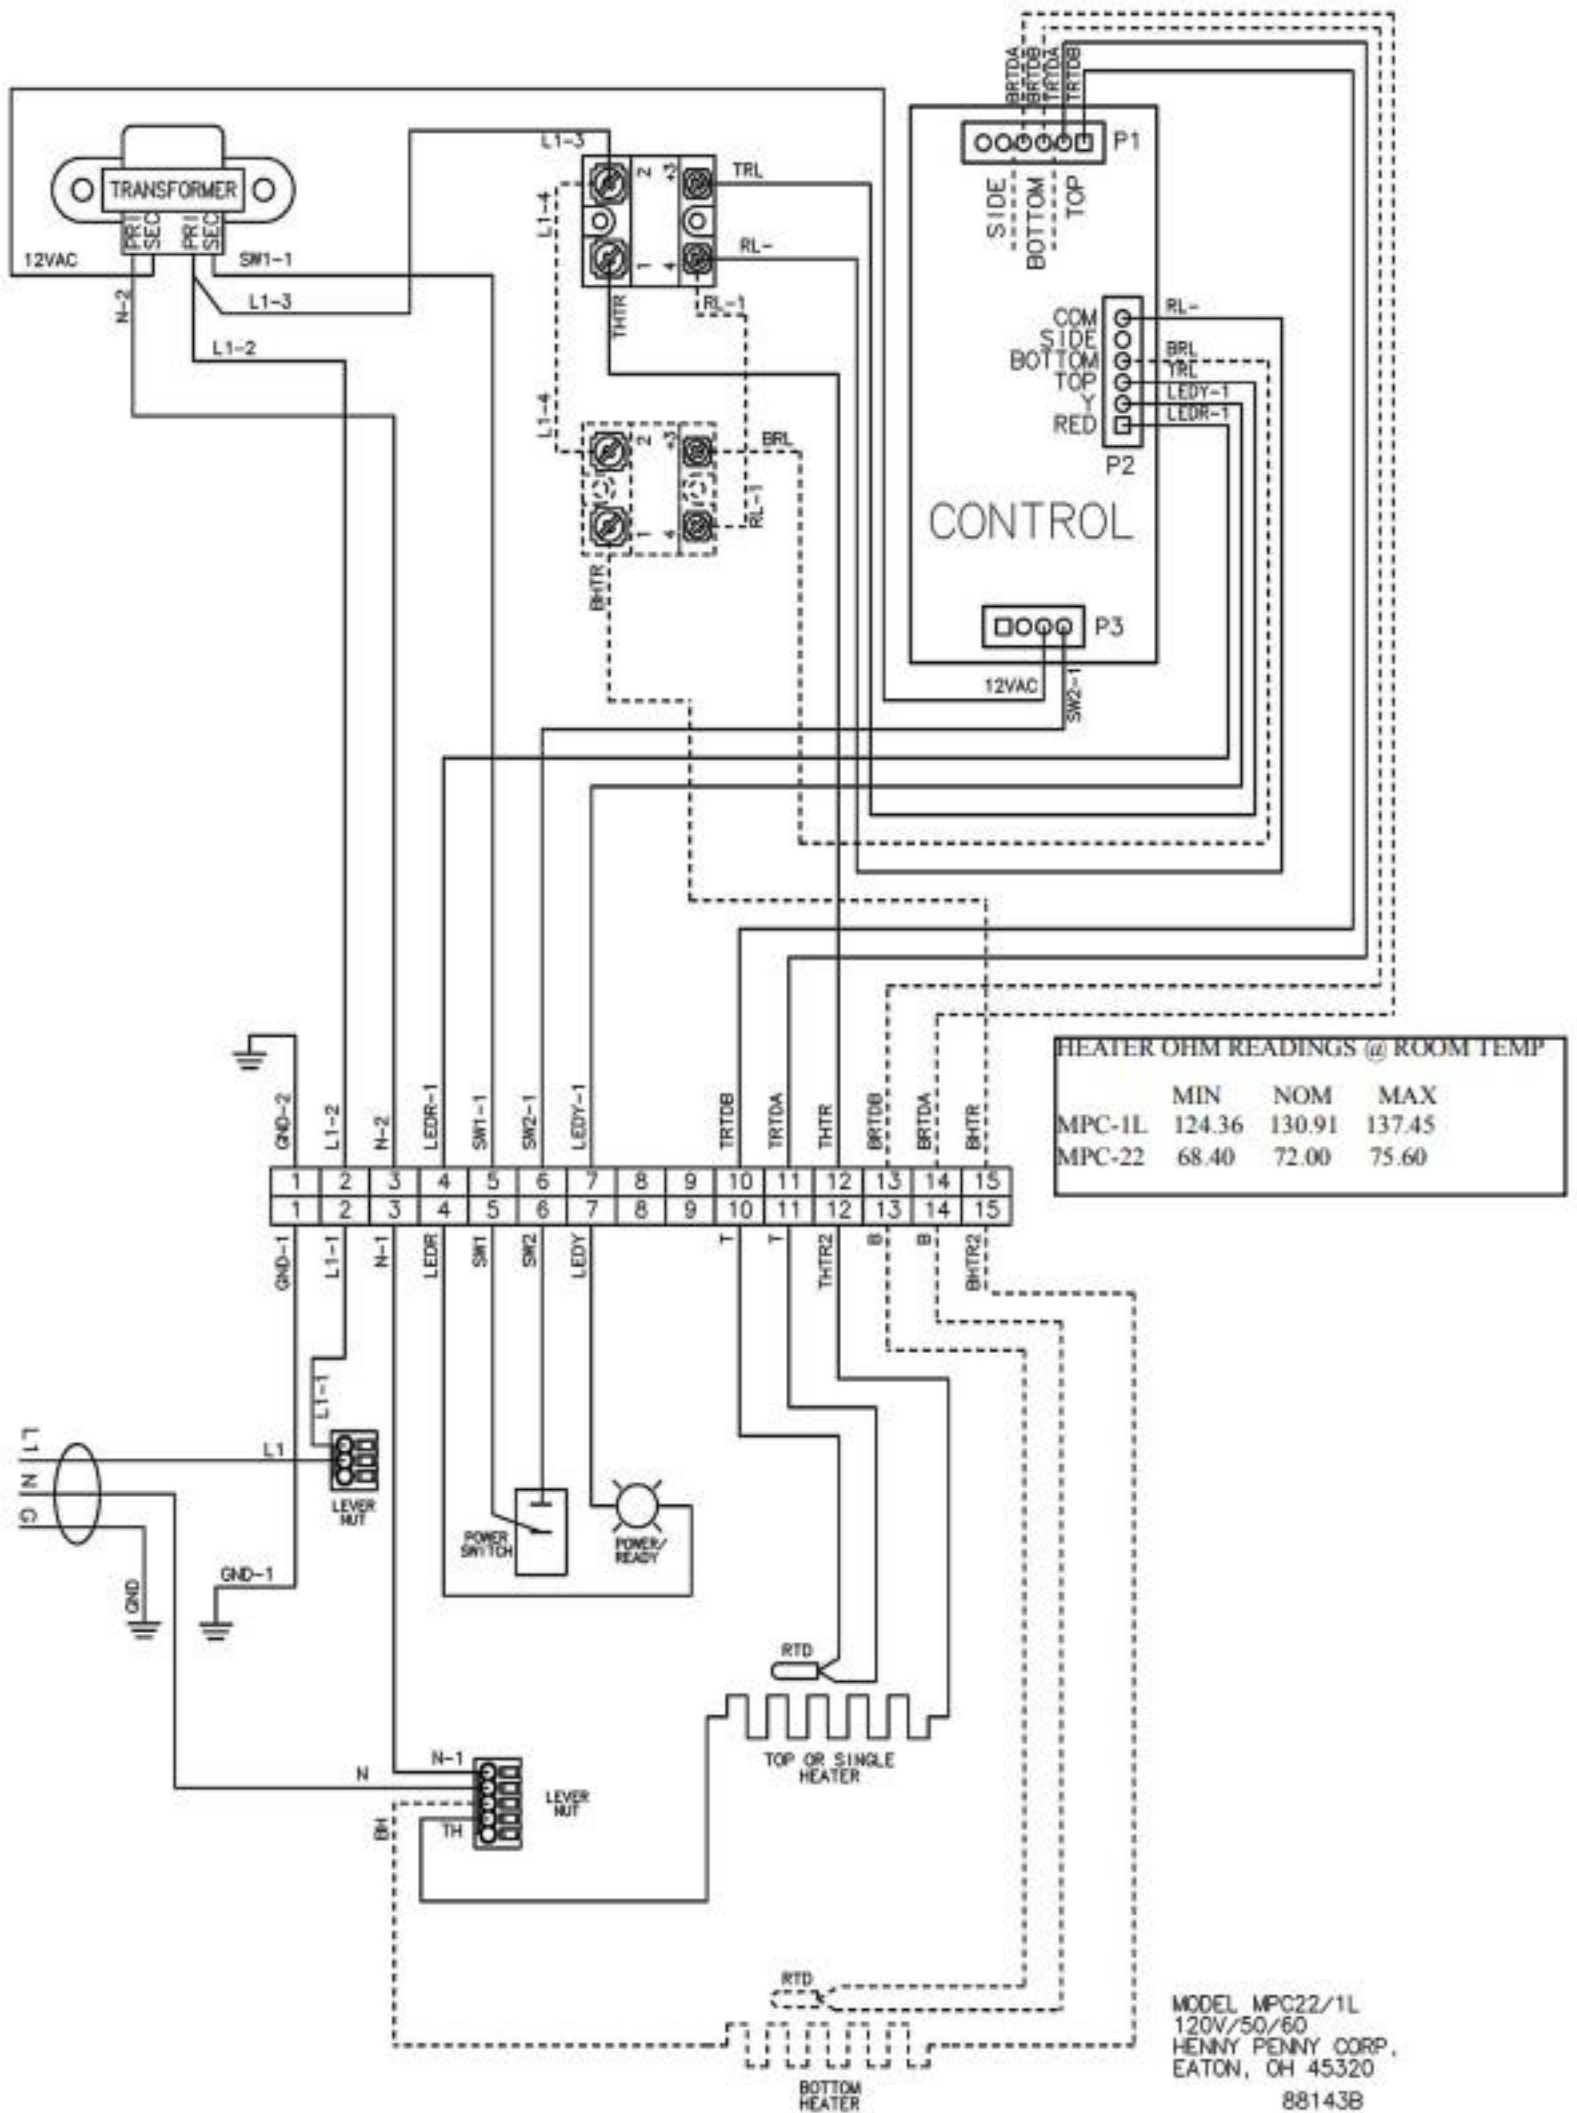 BRTDA
BRTDB
TRTDA
TRTDB
P1
SIDE
BOTTOM
TOP
TRANSFORMER
PRI
SEC
PRI
SEC
12VAC
SW1-1
N-2
L1-3
L1-2
L1-3
L1-4
2
+3
1
4
TRL
RL-
THTR
RL-1
L1-4
2
+3
1
4
BRL
RL-1
BHTR
COM
SIDE
BOTTOM
TOP
Y
RED
RL-
BRL
TRL
LEDY-1
LEDR-1
P2
CONTROL
P3
12VAC
SW2-1
HEATER OHM READINGS @ ROOM TEMP
MIN NOM MAX
MPC-1L 124.36 130.91 137.45
MPC-22 68.40 72.00 75.60
GND-2
L1-2
N-2
LEDR-1
SW1-1
SW2-1
LEDY-1
TRTDB
TRTDA
THTR
BRTDB
BRTDA
BHTR
1 2 3 4 5 6 7 8 9 10 11 12 13 14 15
1 2 3 4 5 6 7 8 9 10 11 12 13 14 15
GND-1
L1-1
N-1
LEDR
SW1
SW2
LEDY
T
T
THTR2
B
B
BHTR2
L1-1
L1
N
G
L1
LEVER
NUT
POWER
SWITCH
POWER/
READY
GND-1
GND
RTD
TOP OR SINGLE
HEATER
N-1
N
LEVER
NUT
BH
TH
RTD
BOTTOM
HEATER
MODEL MPC22/1L
120V/50/60
HENNY PENNY CORP.
EATON, OH 45320
88143B